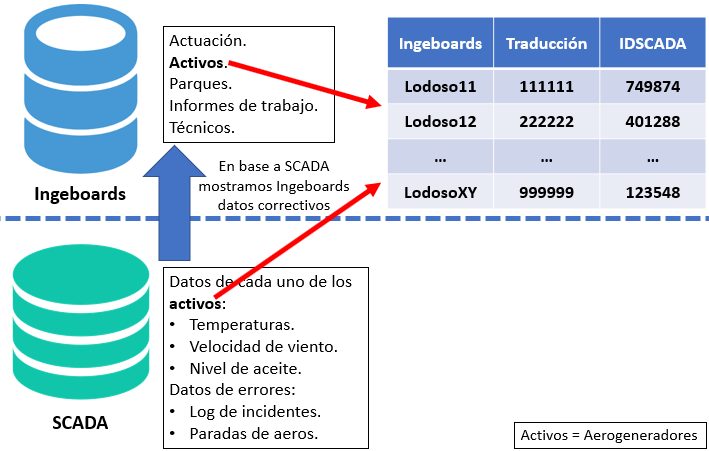 Actuación.
Activos.
Parques.
Informes de trabajo.
Técnicos.
Ingeboards
En base a SCADA
mostramos Ingeboards
datos correctivos
Ingeboards Traducción IDSCADA
Lodoso11 111111 749874
Lodoso12 222222 401288
... ... ...
LodosoXY 999999 123548
SCADA
Datos de cada uno de los
activos:
• Temperaturas.
• Velocidad de viento.
• Nivel de aceite.
Datos de errores:
• Log de incidentes.
• Paradas de aeros.
Activos = Aerogeneradores